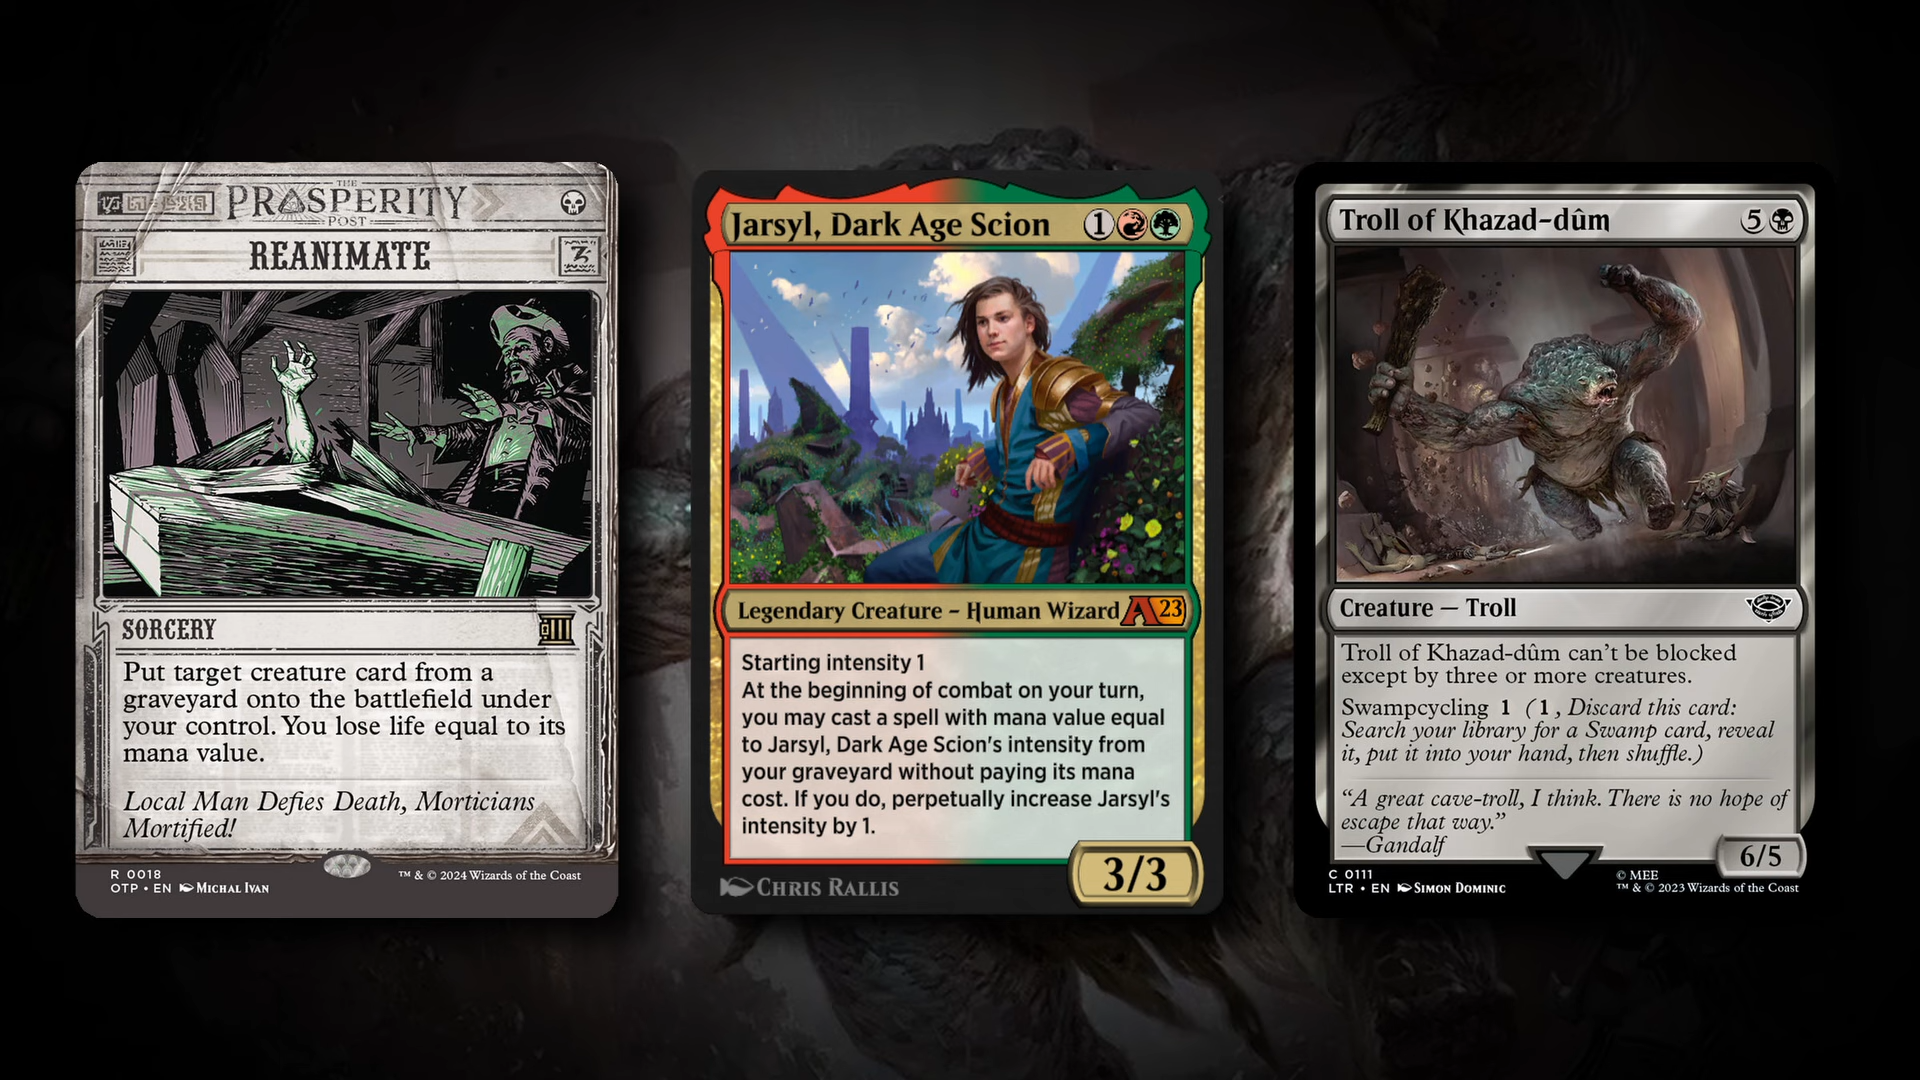 THE
PROSPERITY
POST
REANIMATE
3
SORCERY
Put target creature card from a
graveyard onto the battlefield under
your control. You lose life equal to its
mana value.
Local Man Defies Death, Morticians
Mortified!
R 0018
OTP • EN MICHAL IVAN
™ & © 2024 Wizards of the Coast
Jarsyl, Dark Age Scion 1
Legendary Creature – Human Wizard A23
Starting intensity 1
At the beginning of combat on your turn,
you may cast a spell with mana value equal
to Jarsyl, Dark Age Scion's intensity from
your graveyard without paying its mana
cost. If you do, perpetually increase Jarsyl's
intensity by 1.
3/3
CHRIS RALLIS
Troll of Khazad-dûm 5
Creature — Troll
Troll of Khazad-dûm can't be blocked
except by three or more creatures.
Swampcycling 1 (1, Discard this card:
Search your library for a Swamp card, reveal
it, put it into your hand, then shuffle.)
“A great cave-troll, I think. There is no hope of
escape that way.”
—Gandalf
6/5
C 0111
LTR • EN SIMON DOMINIC
© MEE
™ & © 2023 Wizards of the Coast